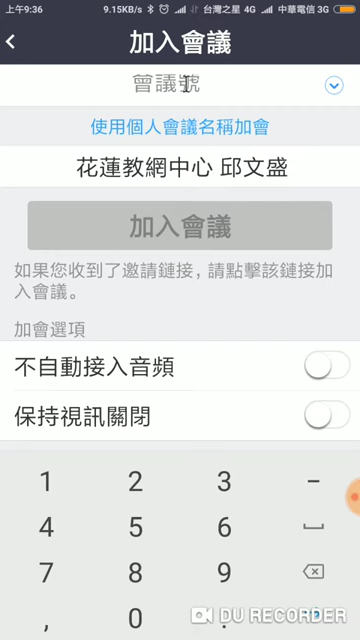 上午9:36 9.15KB/s 台灣之星 4G 中華電信 3G
加入會議
會議號
使用個人會議名稱加會
花蓮教網中心 邱文盛
加入會議
如果您收到了邀請鏈接，請點擊該鏈接加
入會議。
加會選項
不自動接入音頻
保持視訊關閉
1 2 3 −
4 5 6
7 8 9
, 0 .
DU RECORDER